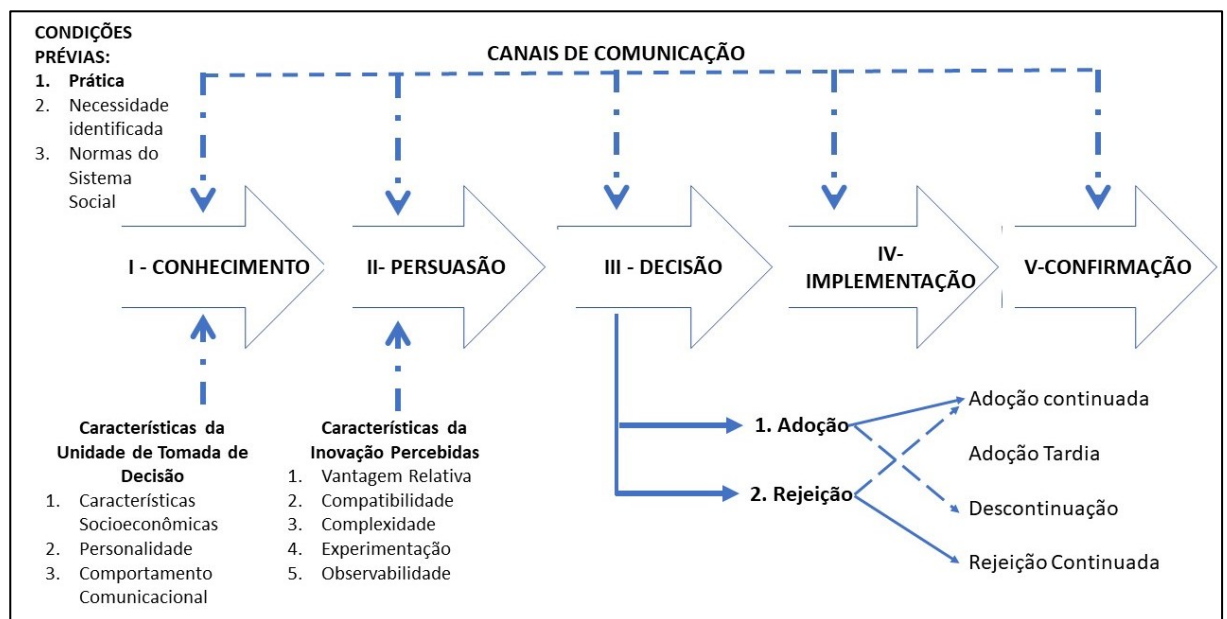 CONDIÇÕES
PRÉVIAS:
1. Prática
2. Necessidade
identificada
3. Normas do
Sistema
Social
CANAIS DE COMUNICAÇÃO
I - CONHECIMENTO
II- PERSUASÃO
III - DECISÃO
IV-
IMPLEMENTAÇÃO
V-CONFIRMAÇÃO
Características da
Unidade de Tomada de
Decisão
1. Características
Socioeconômicas
2. Personalidade
3. Comportamento
Comunicacional
Características da
Inovação Percebidas
1. Vantagem Relativa
2. Compatibilidade
3. Complexidade
4. Experimentação
5. Observabilidade
1. Adoção
2. Rejeição
Adoção continuada
Adoção Tardia
Descontinuação
Rejeição Continuada